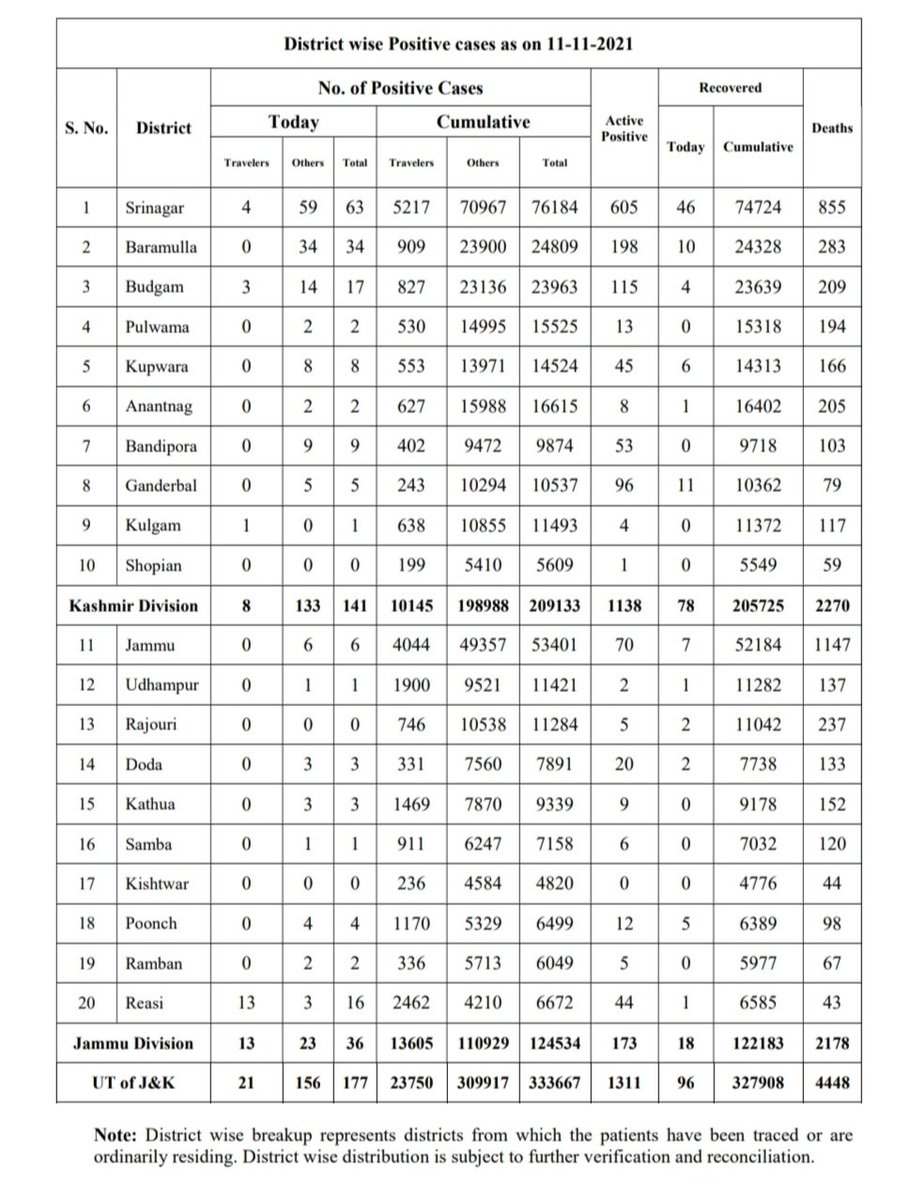 District wise Positive cases as on 11-11-2021
S. No. District No. of Positive Cases Active Positive Recovered Deaths
Today Cumulative Today Cumulative
Travelers Others Total Travelers Others Total
1 Srinagar 4 59 63 5217 70967 76184 605 46 74724 855
2 Baramulla 0 34 34 909 23900 24809 198 10 24328 283
3 Budgam 3 14 17 827 23136 23963 115 4 23639 209
4 Pulwama 0 2 2 530 14995 15525 13 0 15318 194
5 Kupwara 0 8 8 553 13971 14524 45 6 14313 166
6 Anantnag 0 2 2 627 15988 16615 8 1 16402 205
7 Bandipora 0 9 9 402 9472 9874 53 0 9718 103
8 Ganderbal 0 5 5 243 10294 10537 96 11 10362 79
9 Kulgam 1 0 1 638 10855 11493 4 0 11372 117
10 Shopian 0 0 0 199 5410 5609 1 0 5549 59
Kashmir Division 8 133 141 10145 198988 209133 1138 78 205725 2270
11 Jammu 0 6 6 4044 49357 53401 70 7 52184 1147
12 Udhampur 0 1 1 1900 9521 11421 2 1 11282 137
13 Rajouri 0 0 0 746 10538 11284 5 2 11042 237
14 Doda 0 3 3 331 7560 7891 20 2 7738 133
15 Kathua 0 3 3 1469 7870 9339 9 0 9178 152
16 Samba 0 1 1 911 6247 7158 6 0 7032 120
17 Kishtwar 0 0 0 236 4584 4820 0 0 4776 44
18 Poonch 0 4 4 1170 5329 6499 12 5 6389 98
19 Ramban 0 2 2 336 5713 6049 5 0 5977 67
20 Reasi 13 3 16 2462 4210 6672 44 1 6585 43
Jammu Division 13 23 36 13605 110929 124534 173 18 122183 2178
UT of J&K 21 156 177 23750 309917 333667 1311 96 327908 4448
Note: District wise breakup represents districts from which the patients have been traced or are
ordinarily residing. District wise distribution is subject to further verification and reconciliation.